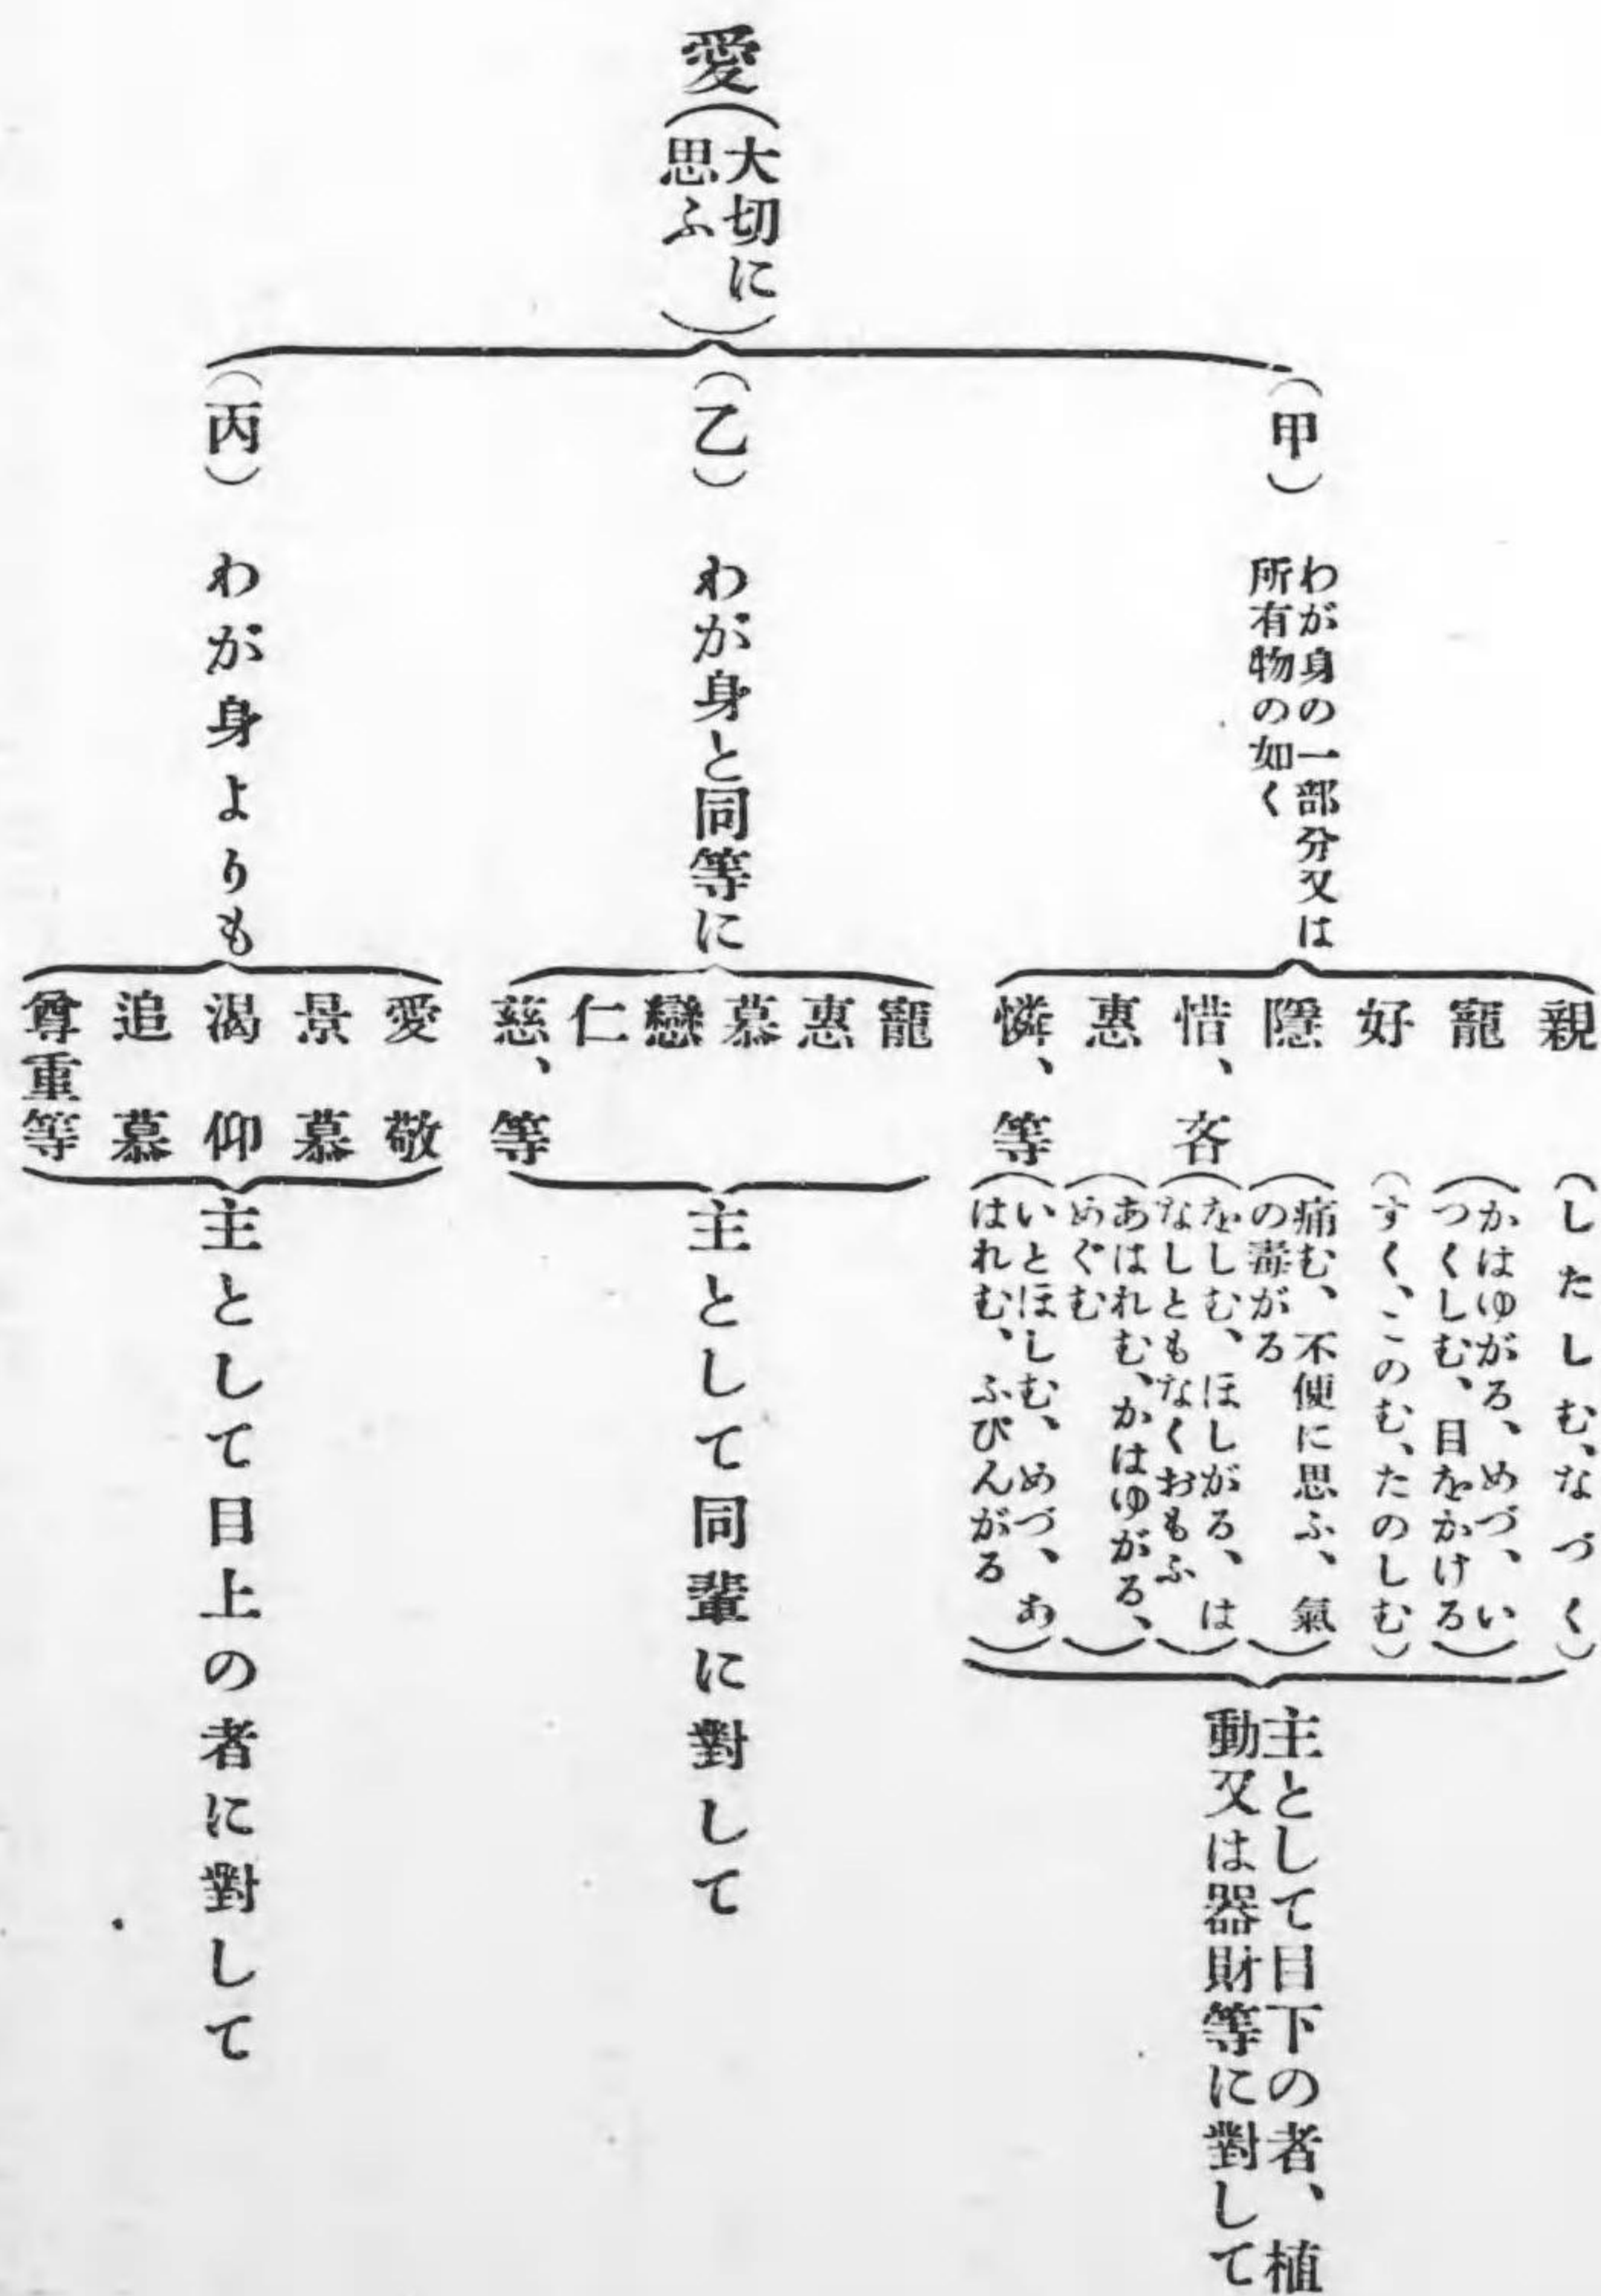 愛(大切に
思ふ)
(甲)
わが身の一部分又は
所有物の如く
親(したしむ、なづく)
寵(かはゆがる、めづ、い
つくしむ、目をかける)
好(すく、このむ、たのしむ)
隱(痛む、不便に思ふ、氣
の毒がる)
惜、吝(をしむ、ほしがる、は
なしともなくおもふ)
惠(あはれむ、かはゆがる、
めぐむ)
憐、等(いとほしむ、めづ、あ
はれむ、ふびんがる)
主として目下の者、植
動又は器財等に對して
(乙)
わが身と同等に
寵
惠
慕
戀
仁
慈、等
主として同輩に對して
(丙)
わが身よりも
愛敬
景慕
渴仰
追慕
尊重等
主として目上の者に對して